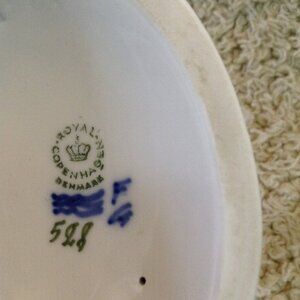 ROYAL COPENHAGEN
DENMARK
F
528